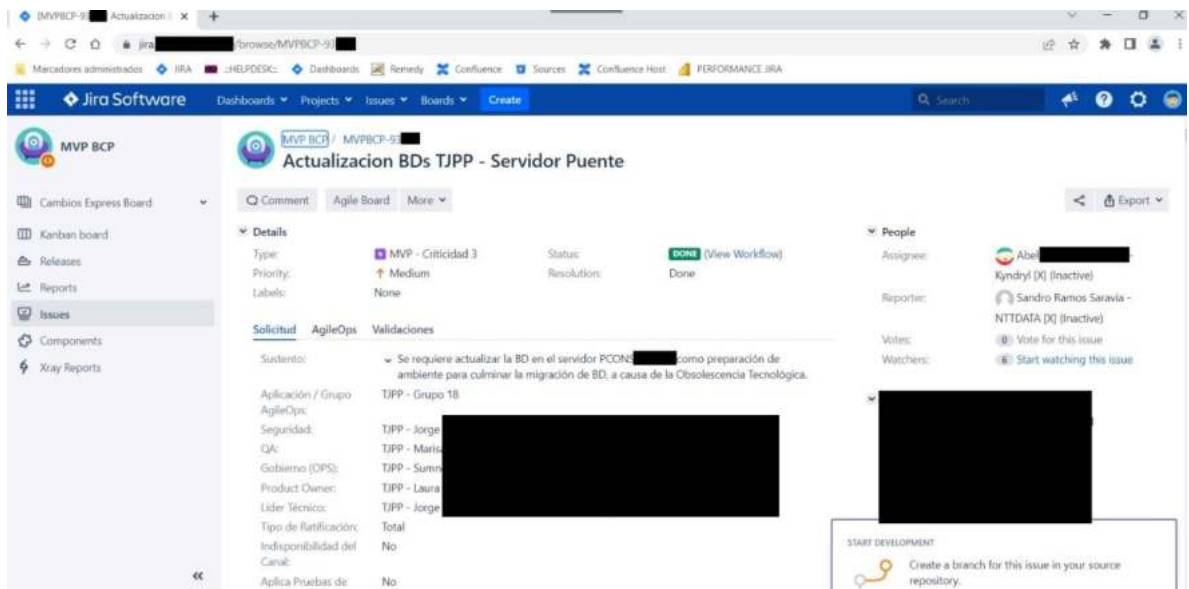 [MVPBCP-93 Actualizacion
jira /browse/MVPBCP-93
Marcadores administrados JIRA ::HELPDESK:: Dashboards Remedy Confluence Sources Confluence Host PERFORMANCE JIRA
Jira Software Dashboards Projects Issues Boards Create Search
MVP BCP
Cambios Express Board
Kanban board
Releases
Reports
Issues
Components
Xray Reports
MVP BCP / MVPBCP-93
Actualizacion BDs TJPP - Servidor Puente
Comment Agile Board More Export
Details
Type: MVP - Criticidad 3 Status: DONE (View Workflow)
Priority: Medium Resolution: Done
Labels: None
Solicitud AgileOps Validaciones
Sustento: Se requiere actualizar la BD en el servidor PCONS como preparación de
ambiente para culminar la migración de BD, a causa de la Obsolescencia Tecnológica.
Aplicación / Grupo TJPP - Grupo 18
AgileOps:
Seguridad: TJPP - Jorge
QA: TJPP - Maris
Gobierno (OPS): TJPP - Sumn
Product Owner: TJPP - Laura
Lider Técnico: TJPP - Jorge
Tipo de Ratificación: Total
Indisponibilidad del No
Canal:
Aplica Pruebas de No
People
Assignee: Abel -
Kyndryl [X] (Inactive)
Reporter: Sandro Ramos Saravia -
NTTDATA [X] (Inactive)
Votes: 0 Vote for this issue
Watchers: 6 Start watching this issue
START DEVELOPMENT
Create a branch for this issue in your source
repository.